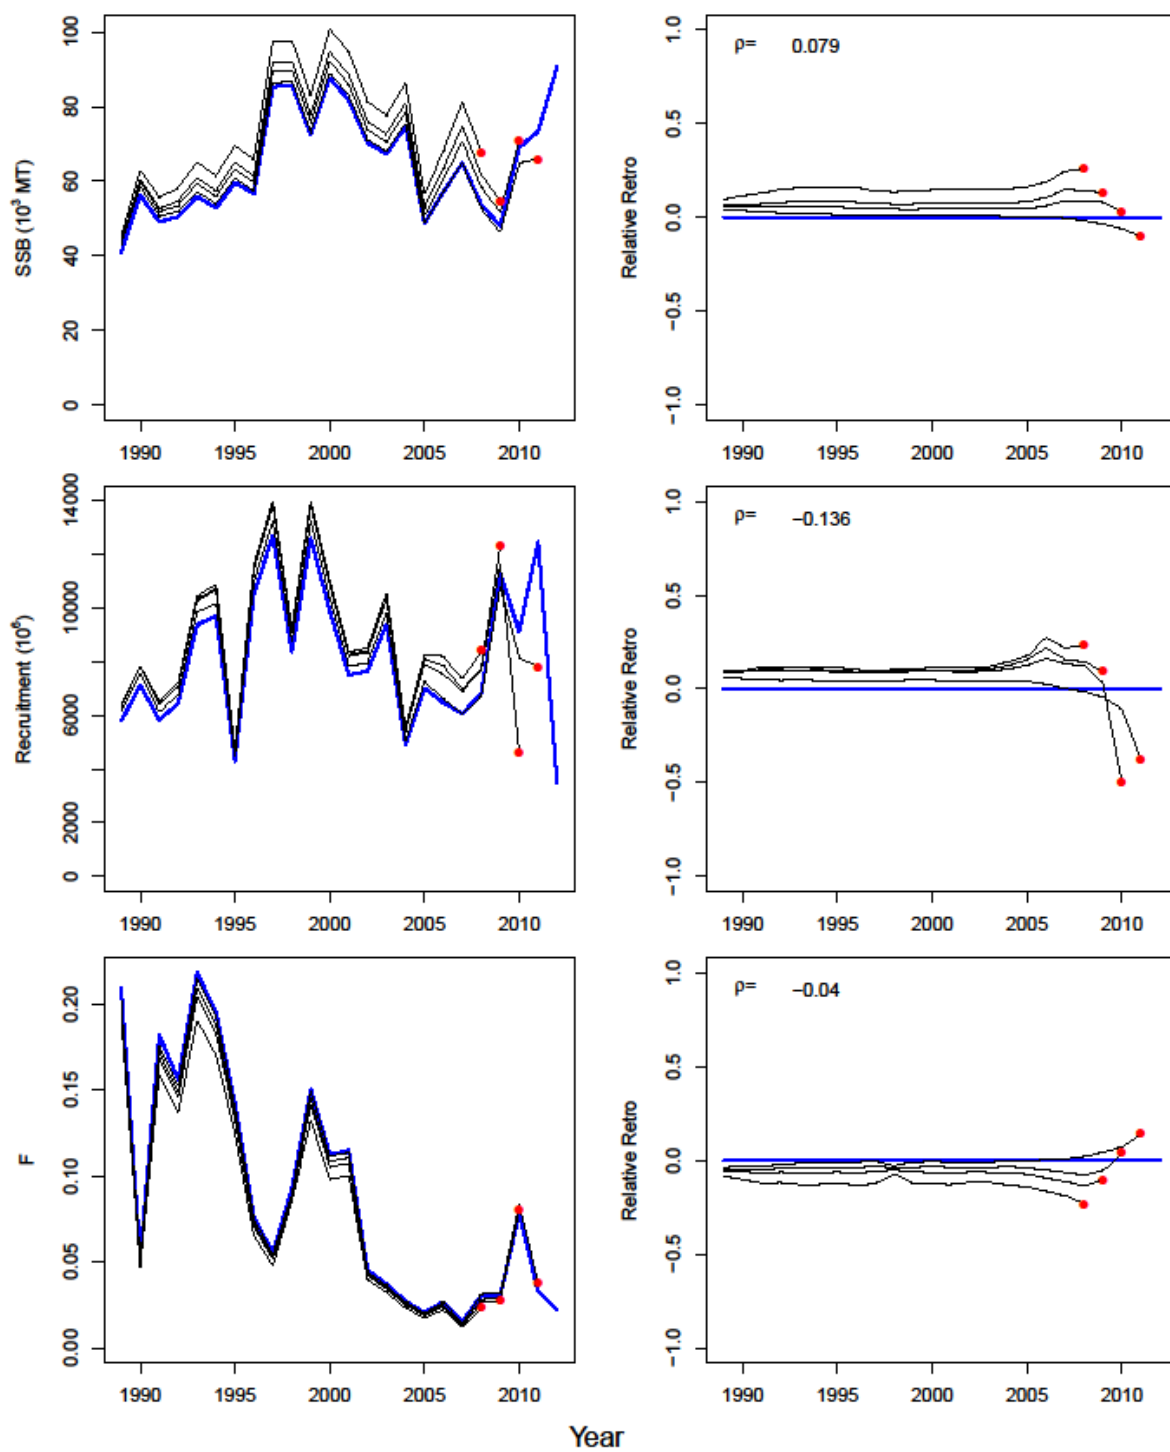 SSB (10³ MT)
0 20 40 60 80 100
1990 1995 2000 2005 2010
Relative Retro
−1.0 −0.5 0.0 0.5 1.0
ρ= 0.079
1990 1995 2000 2005 2010
Recruitment (10⁶)
0 2000 6000 10000 14000
1990 1995 2000 2005 2010
Relative Retro
−1.0 −0.5 0.0 0.5 1.0
ρ= −0.136
1990 1995 2000 2005 2010
F
0.00 0.05 0.10 0.15 0.20
1990 1995 2000 2005 2010
Relative Retro
−1.0 −0.5 0.0 0.5 1.0
ρ= −0.04
1990 1995 2000 2005 2010
Year